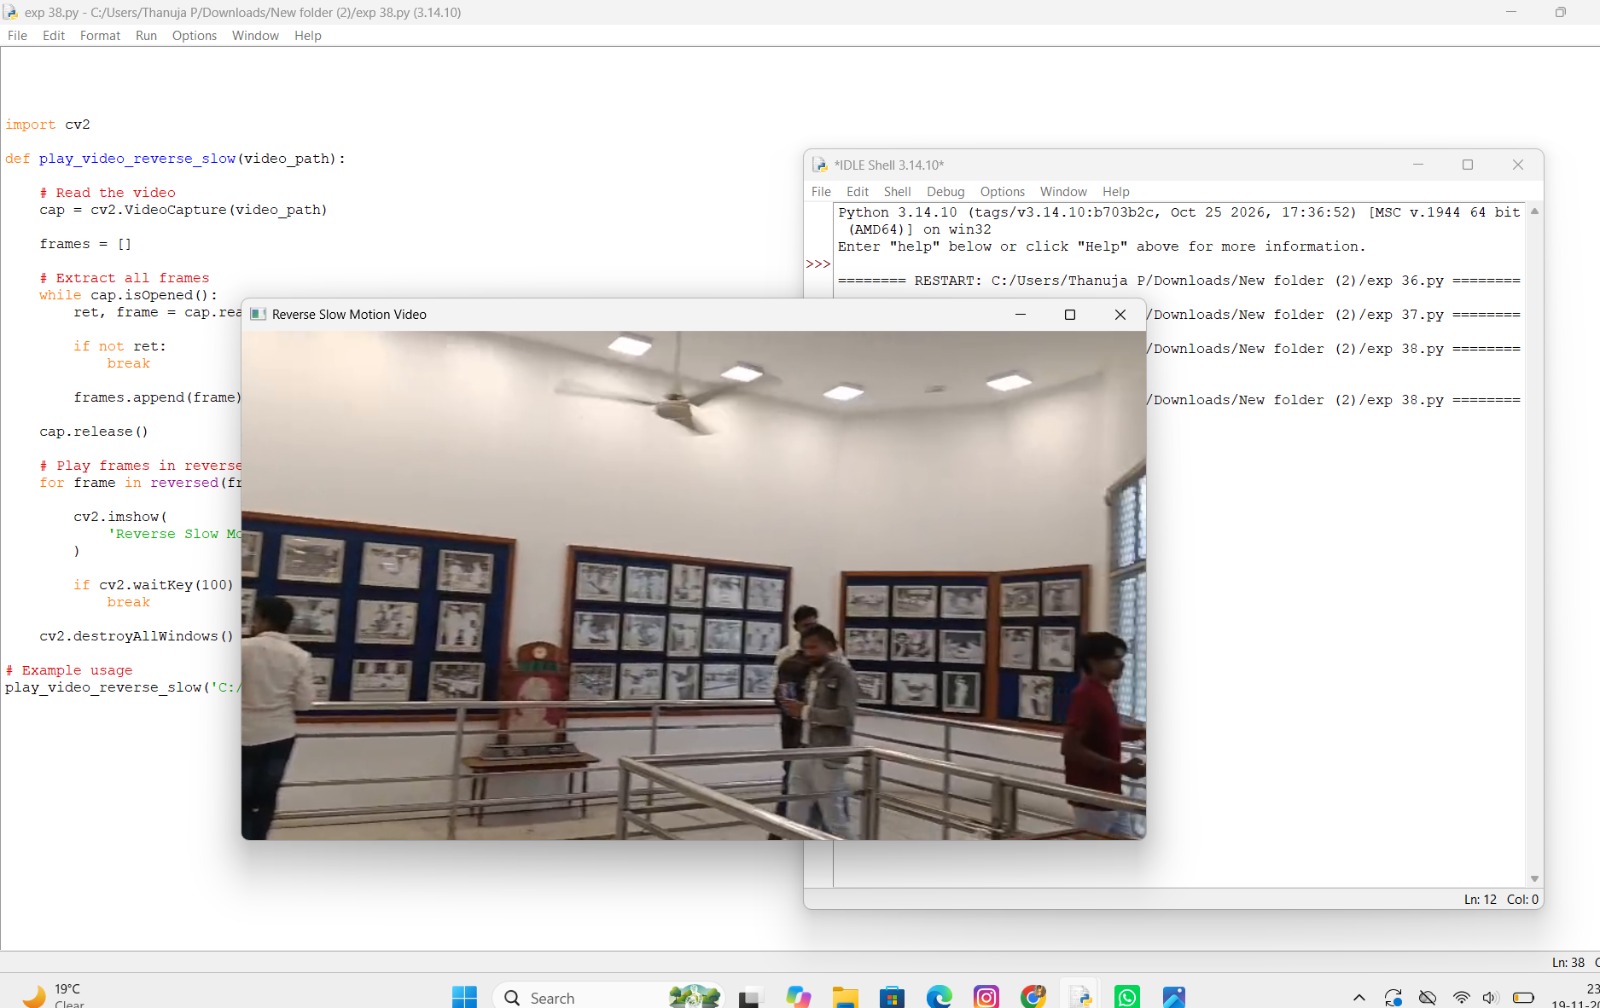 exp 38.py - C:/Users/Thanuja P/Downloads/New folder (2)/exp 38.py (3.14.10)
File Edit Format Run Options Window Help
import cv2
def play_video_reverse_slow(video_path):
# Read the video
cap = cv2.VideoCapture(video_path)
frames = []
# Extract all frames
while cap.isOpened():
ret, frame = cap.rea
if not ret:
break
frames.append(frame)
cap.release()
# Play frames in reverse
for frame in reversed(fr
cv2.imshow(
'Reverse Slow Mo
)
if cv2.waitKey(100)
break
cv2.destroyAllWindows()
# Example usage
play_video_reverse_slow('C:/
*IDLE Shell 3.14.10*
File Edit Shell Debug Options Window Help
Python 3.14.10 (tags/v3.14.10:b703b2c, Oct 25 2026, 17:36:52) [MSC v.1944 64 bit
(AMD64)] on win32
Enter "help" below or click "Help" above for more information.
>>>
======== RESTART: C:/Users/Thanuja P/Downloads/New folder (2)/exp 36.py ========
/Downloads/New folder (2)/exp 37.py ========
/Downloads/New folder (2)/exp 38.py ========
/Downloads/New folder (2)/exp 38.py ========
Ln: 12 Col: 0
Reverse Slow Motion Video
Ln: 38
19°C
Clear
Search
23
19-11-20